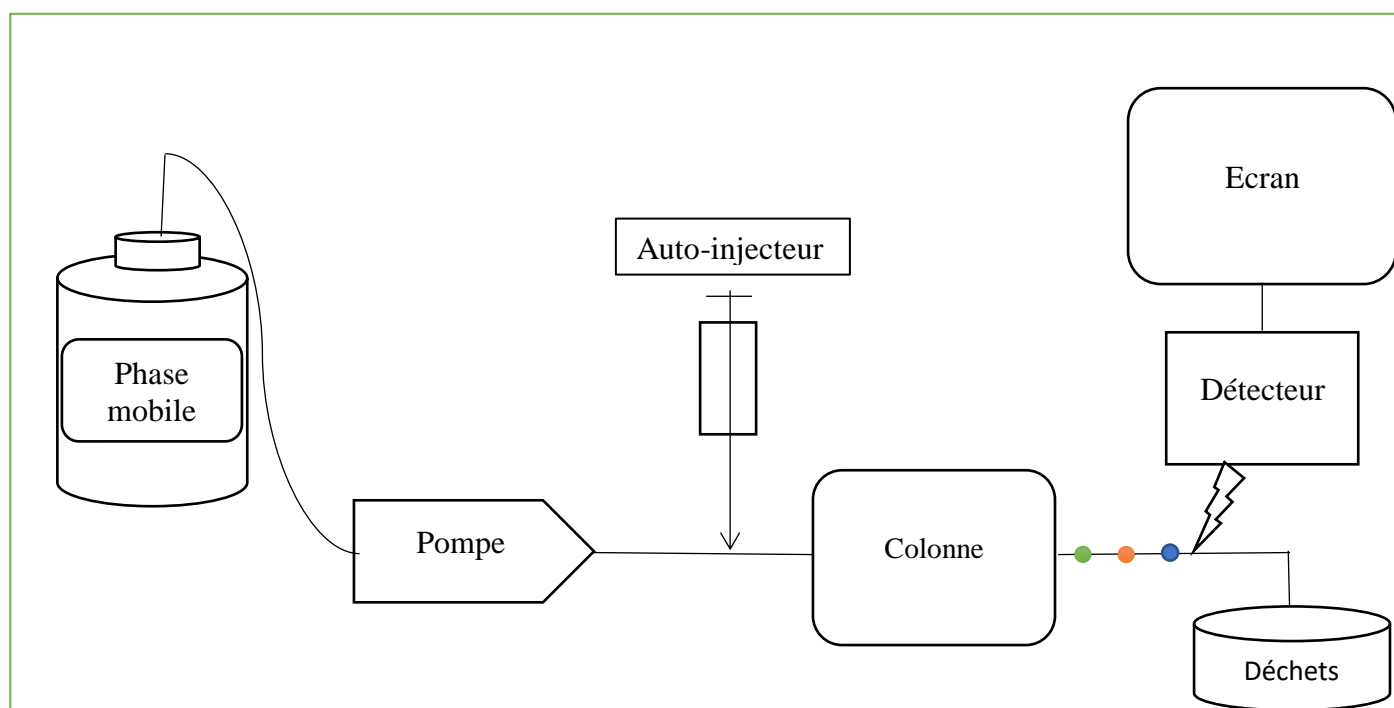 Ecran
Auto-injecteur
Phase
mobile
Détecteur
Pompe
Colonne
Déchets